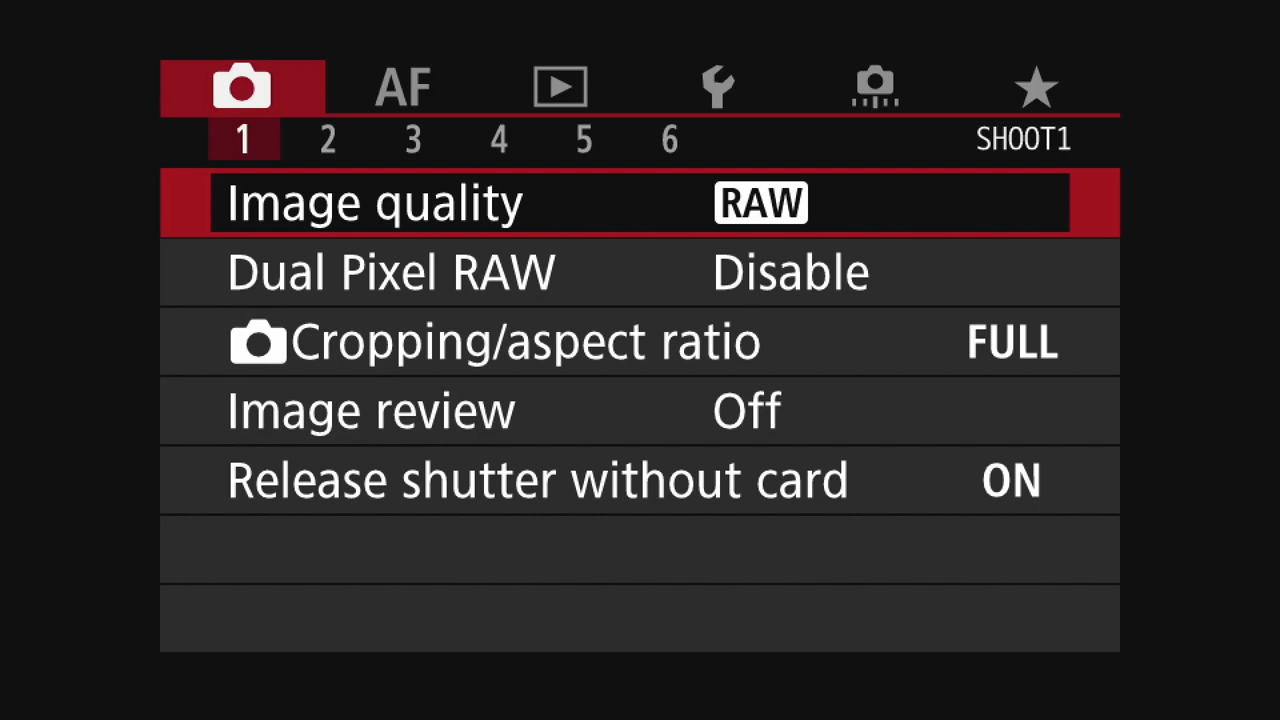 AF
1 2 3 4 5 6 SHOOT1
Image quality RAW
Dual Pixel RAW Disable
Cropping/aspect ratio FULL
Image review Off
Release shutter without card ON